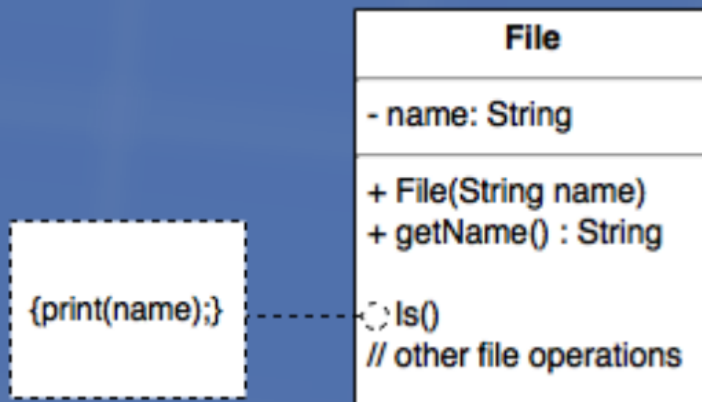 File
- name: String
+ File(String name)
+ getName() : String
{print(name);}
ls()
// other file operations